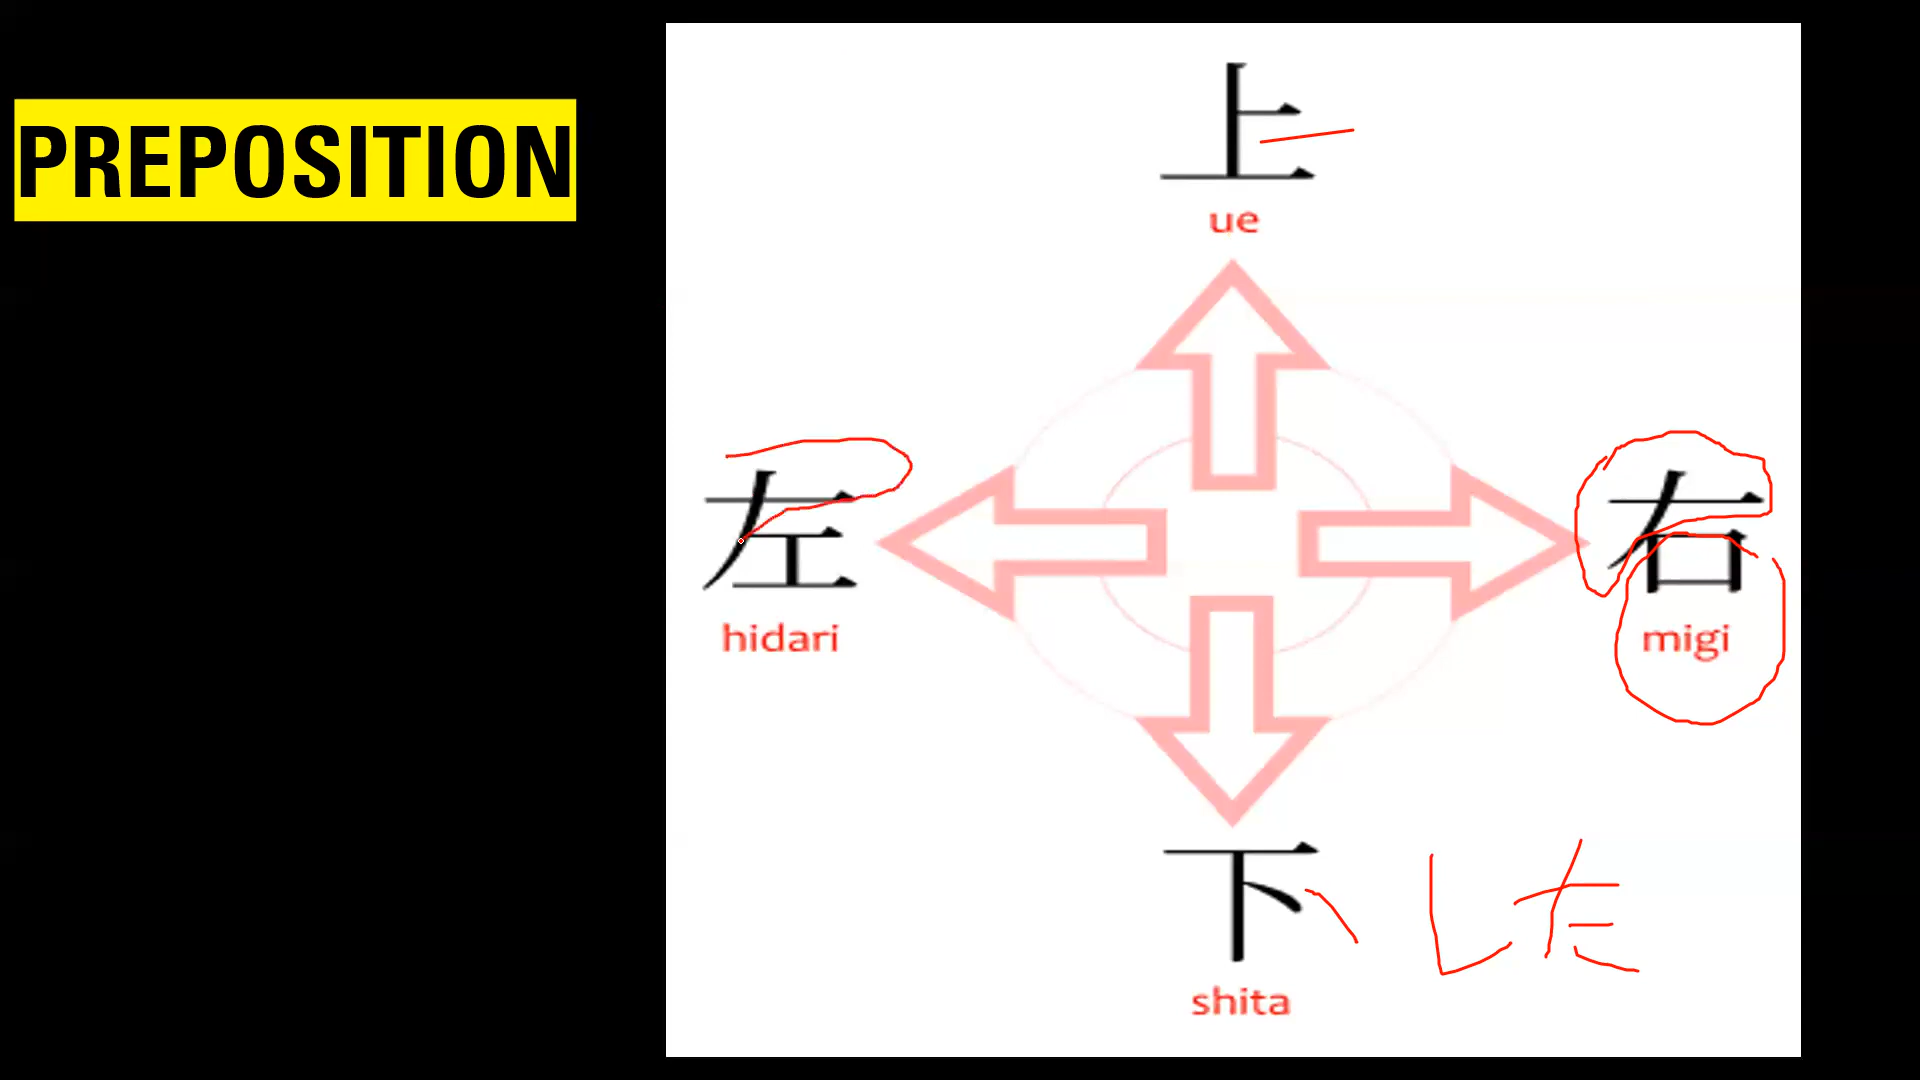 PREPOSITION
上
ue
左
hidari
右
migi
下
した
shita